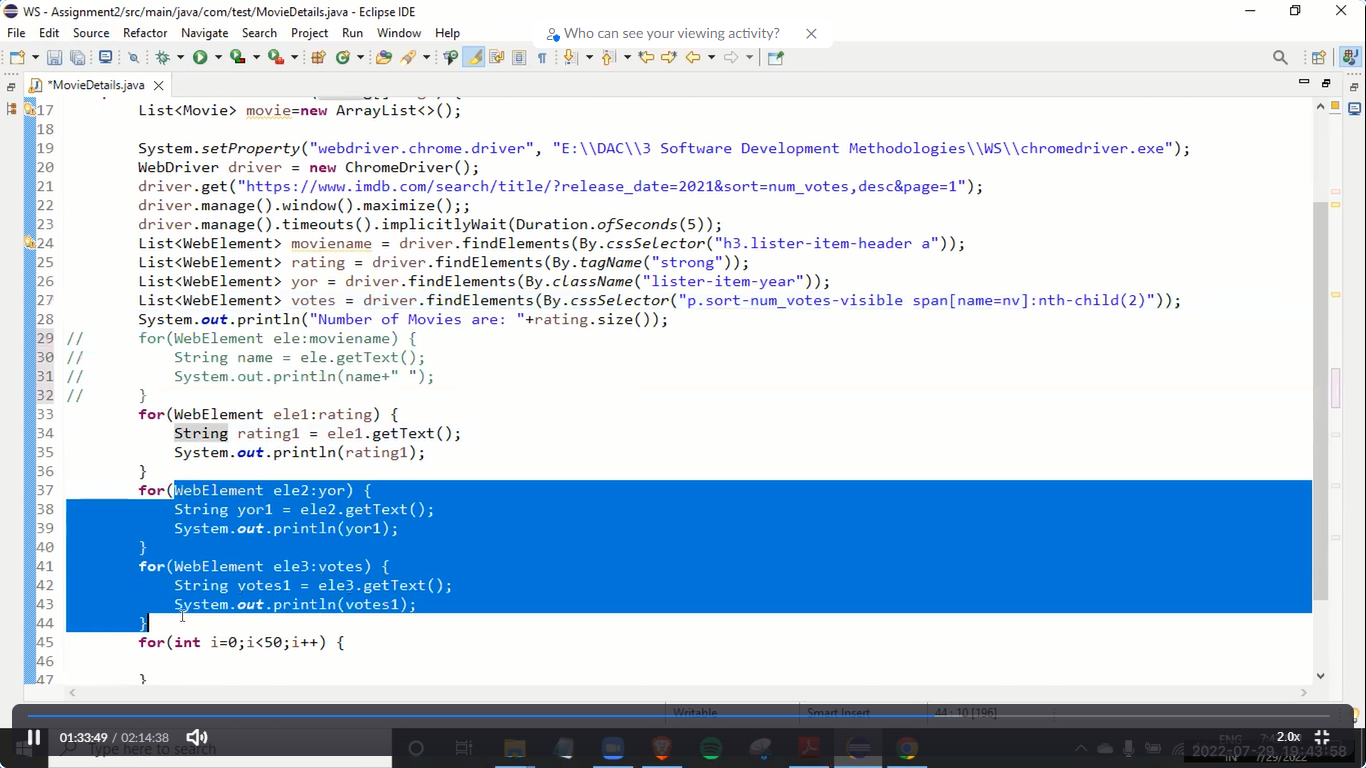 WS - Assignment2/src/main/java/com/test/MovieDetails.java - Eclipse IDE
File Edit Source Refactor Navigate Search Project Run Window Help
Who can see your viewing activity?
*MovieDetails.java
17 List<Movie> movie=new ArrayList<>();
18
19 System.setProperty("webdriver.chrome.driver", "E:\\DAC\\3 Software Development Methodologies\\WS\\chromedriver.exe");
20 WebDriver driver = new ChromeDriver();
21 driver.get("https://www.imdb.com/search/title/?release_date=2021&sort=num_votes,desc&page=1");
22 driver.manage().window().maximize();;
23 driver.manage().timeouts().implicitlyWait(Duration.ofSeconds(5));
24 List<WebElement> moviename = driver.findElements(By.cssSelector("h3.lister-item-header a"));
25 List<WebElement> rating = driver.findElements(By.tagName("strong"));
26 List<WebElement> yor = driver.findElements(By.className("lister-item-year"));
27 List<WebElement> votes = driver.findElements(By.cssSelector("p.sort-num_votes-visible span[name=nv]:nth-child(2)"));
28 System.out.println("Number of Movies are: "+rating.size());
29 // for(WebElement ele:moviename) {
30 // String name = ele.getText();
31 // System.out.println(name+" ");
32 // }
33 for(WebElement ele1:rating) {
34 String rating1 = ele1.getText();
35 System.out.println(rating1);
36 }
37 for(WebElement ele2:yor) {
38 String yor1 = ele2.getText();
39 System.out.println(yor1);
40 }
41 for(WebElement ele3:votes) {
42 String votes1 = ele3.getText();
43 System.out.println(votes1);
44 }
45 for(int i=0;i<50;i++) {
46
47 }
Writable Smart Insert 44 : 10 [196]
01:33:49 / 02:14:38 2.0x
Type here to search
ENG
IN
7/29/2022
2022-07-29, 19:43:58